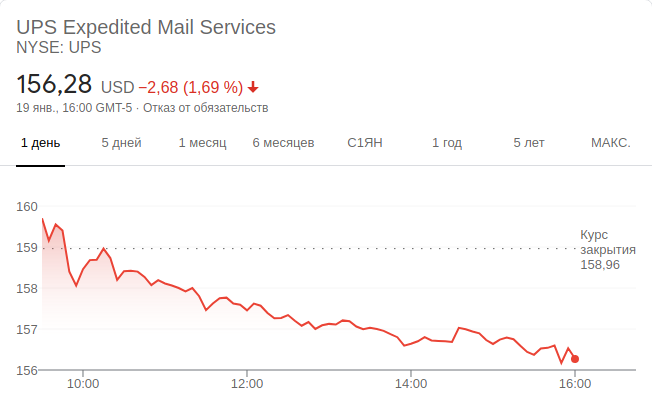 UPS Expedited Mail Services
NYSE: UPS
156,28 USD −2,68 (1,69 %)
19 янв., 16:00 GMT-5 · Отказ от обязательств
1 день 5 дней 1 месяц 6 месяцев С1ЯН 1 год 5 лет МАКС.
160
159
158
157
156
Курс
закрытия
158,96
10:00 12:00 14:00 16:00